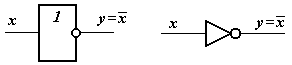 x 1 y = x̅
x y = x̅